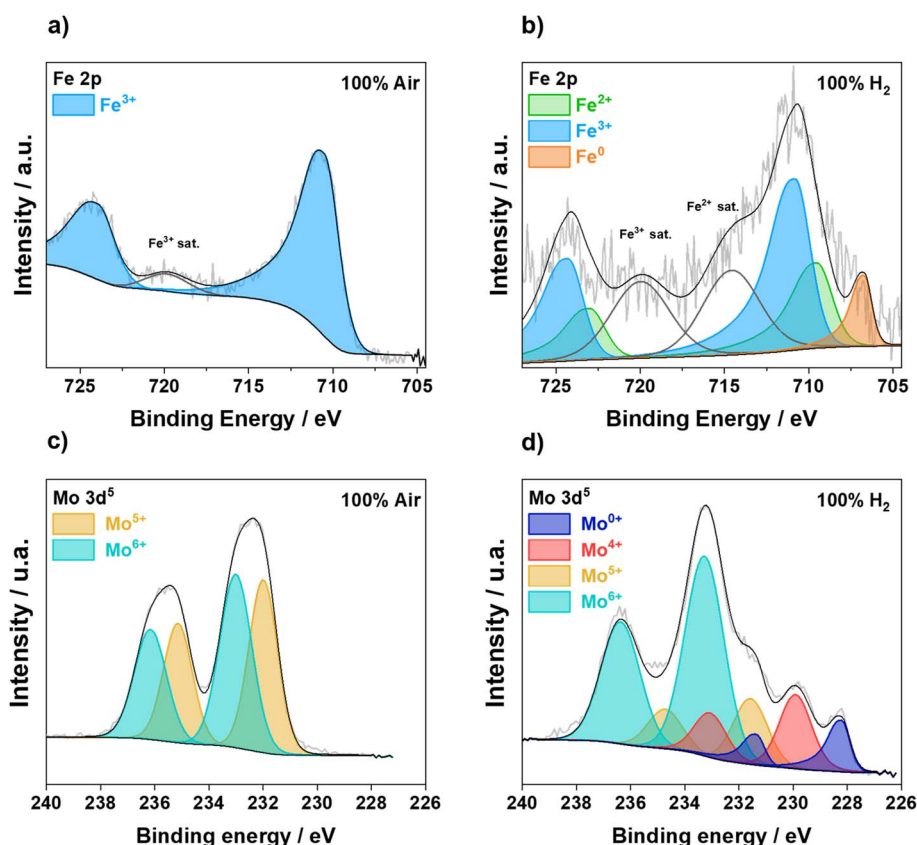 a)
Fe 2p
100% Air
Fe³⁺
Fe³⁺ sat.
Intensity / a.u.
725 720 715 710 705
Binding Energy / eV
b)
Fe 2p
100% H₂
Fe²⁺
Fe³⁺
Fe⁰
Fe²⁺ sat.
Fe³⁺ sat.
Intensity / a.u.
725 720 715 710 705
Binding Energy / eV
c)
Mo 3d⁵
100% Air
Mo⁵⁺
Mo⁶⁺
Intensity / u.a.
240 238 236 234 232 230 228 226
Binding energy / eV
d)
Mo 3d⁵
100% H₂
Mo⁰⁺
Mo⁴⁺
Mo⁵⁺
Mo⁶⁺
Intensity / u.a.
240 238 236 234 232 230 228 226
Binding energy / eV